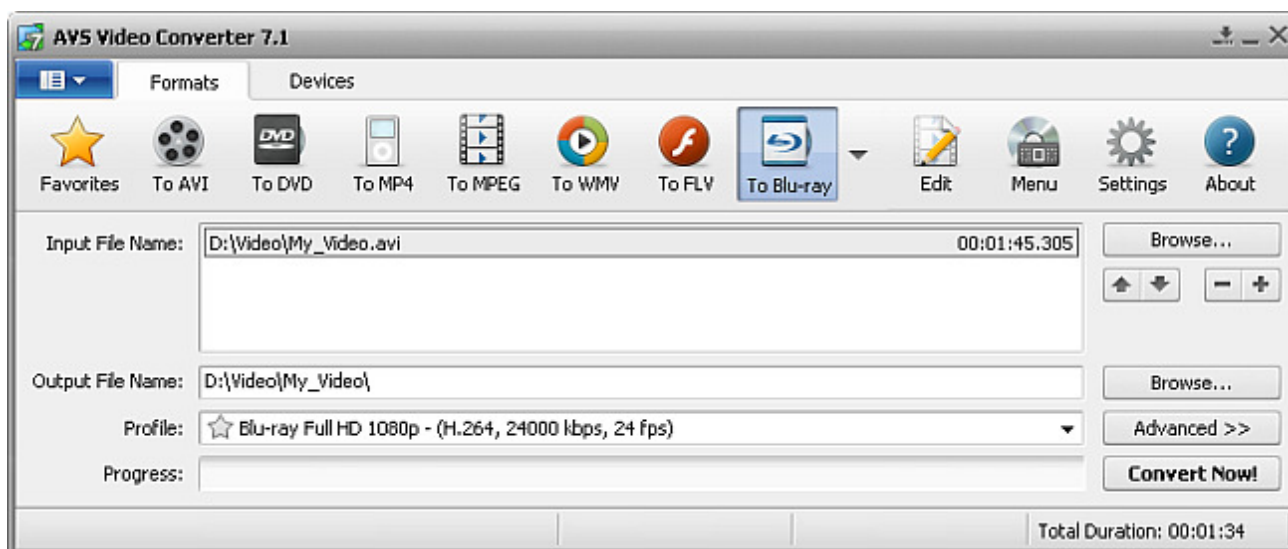 AVS Video Converter 7.1
Formats Devices
Favorites To AVI DVD To DVD To MP4 To MPEG To WMV To FLV To Blu-ray Edit Menu Settings About
Input File Name: D:\Video\My_Video.avi 00:01:45.305 Browse...
Output File Name: D:\Video\My_Video\ Browse...
Profile: Blu-ray Full HD 1080p - (H.264, 24000 kbps, 24 fps) Advanced >>
Progress: Convert Now!
Total Duration: 00:01:34